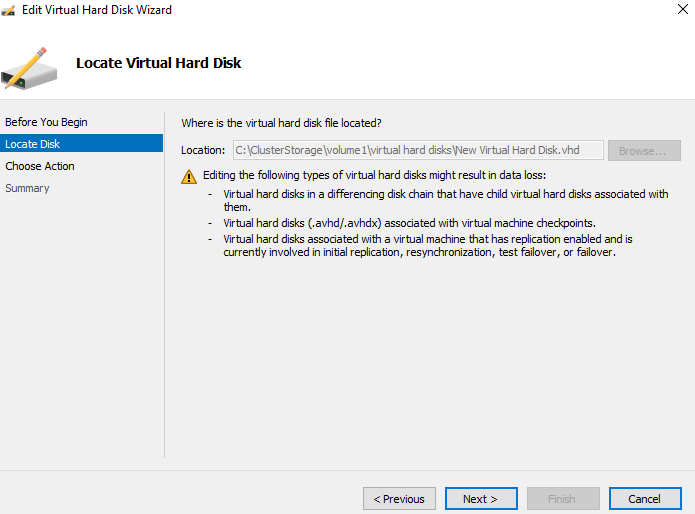 Edit Virtual Hard Disk Wizard
Locate Virtual Hard Disk
Before You Begin
Locate Disk
Choose Action
Summary
Where is the virtual hard disk file located?
Location: C:\ClusterStorage\volume1\virtual hard disks\New Virtual Hard Disk.vhd Browse...
Editing the following types of virtual hard disks might result in data loss:
- Virtual hard disks in a differencing disk chain that have child virtual hard disks associated with
them.
- Virtual hard disks (.avhd/.avhdx) associated with virtual machine checkpoints.
- Virtual hard disks associated with a virtual machine that has replication enabled and is
currently involved in initial replication, resynchronization, test failover, or failover.
< Previous Next > Finish Cancel